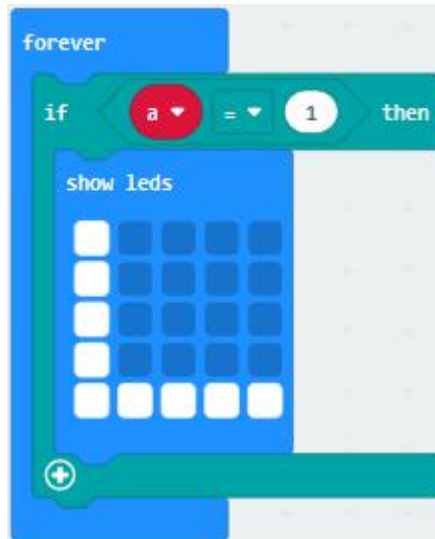 forever
if a = 1 then
show leds